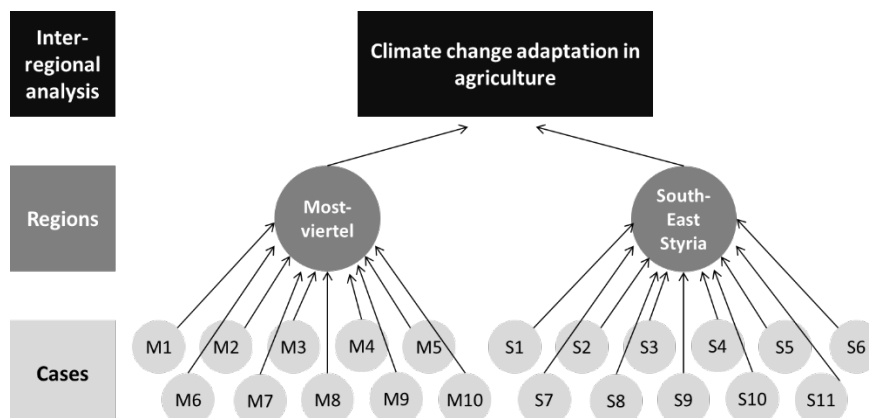 Inter-
regional
analysis
Climate change adaptation in
agriculture
Regions
Most-
viertel
South-
East
Styria
Cases
M1 M2 M3 M4 M5 S1 S2 S3 S4 S5 S6
M6 M7 M8 M9 M10 S7 S8 S9 S10 S11